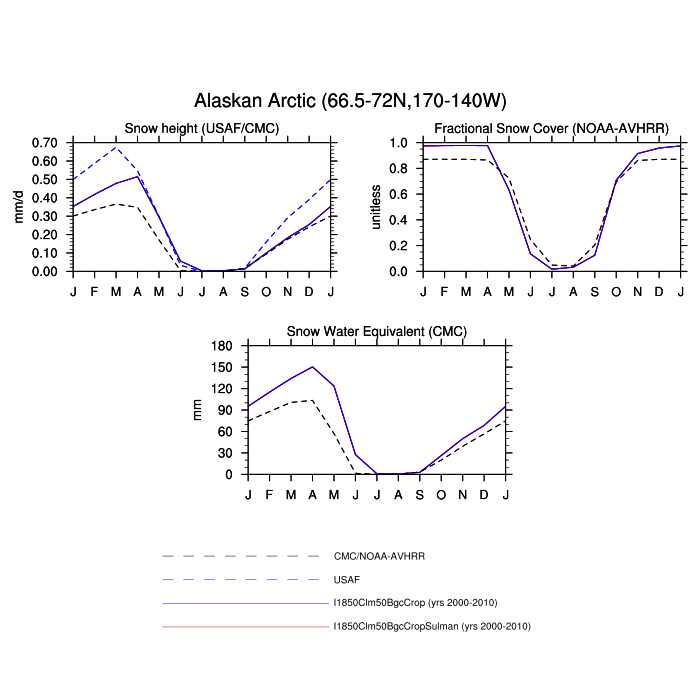 Alaskan Arctic (66.5-72N,170-140W)
Snow height (USAF/CMC)
0.70
0.60
0.50
0.40
0.30
0.20
0.10
0.00
mm/d
J F M A M J J A S O N D J
Fractional Snow Cover (NOAA-AVHRR)
1.0
0.8
0.6
0.4
0.2
0.0
unitless
J F M A M J J A S O N D J
Snow Water Equivalent (CMC)
180
150
120
90
60
30
0
mm
J F M A M J J A S O N D J
CMC/NOAA-AVHRR
USAF
I1850Clm50BgcCrop (yrs 2000-2010)
I1850Clm50BgcCropSulman (yrs 2000-2010)